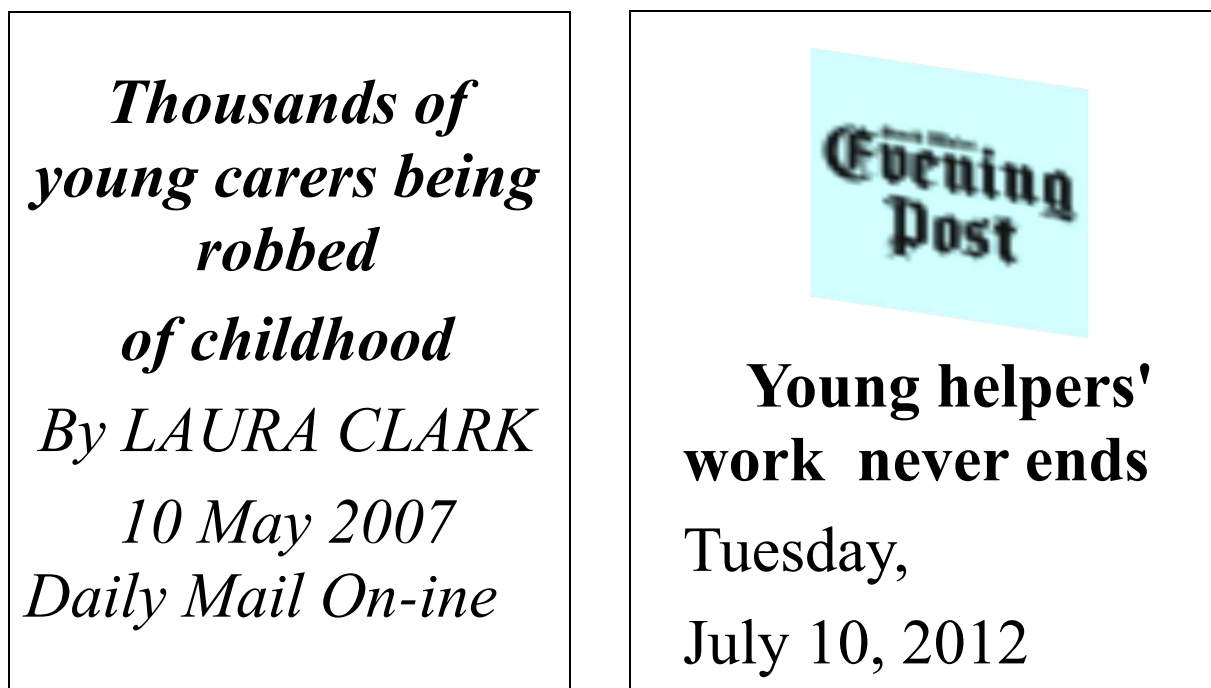 Thousands of
young carers being
robbed
of childhood
By LAURA CLARK
10 May 2007
Daily Mail On-ine
Evening
Post
Young helpers'
work never ends
Tuesday,
July 10, 2012